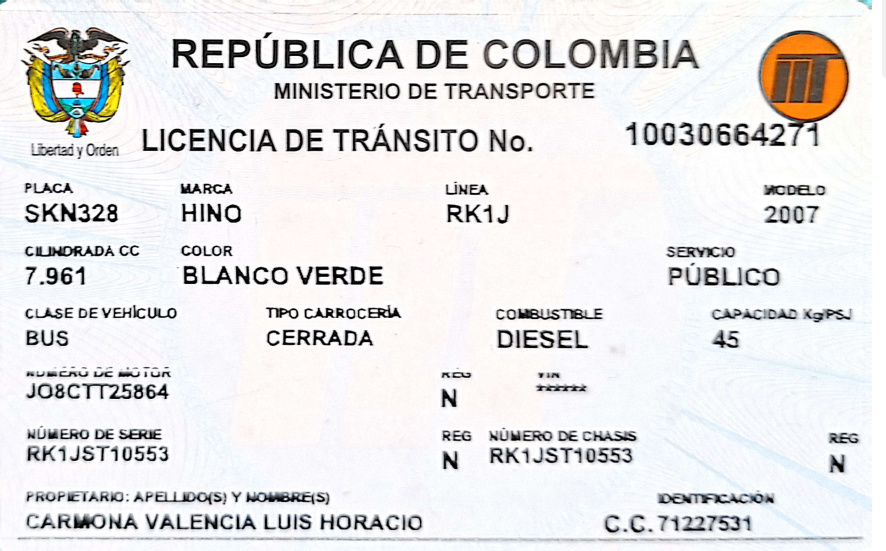 REPÚBLICA DE COLOMBIA
MINISTERIO DE TRANSPORTE
Libertad y Orden
LICENCIA DE TRÁNSITO No. 10030664271
PLACA MARCA LÍNEA MODELO
SKN328 HINO RK1J 2007
CILINDRADA CC COLOR SERVICIO
7.961 BLANCO VERDE PÚBLICO
CLASE DE VEHÍCULO TIPO CARROCERÍA COMBUSTIBLE CAPACIDAD Kg/PSJ
BUS CERRADA DIESEL 45
NÚMERO DE MOTOR REG VIN
JO8CTT25864 N ******
NÚMERO DE SERIE REG NÚMERO DE CHASIS REG
RK1JST10553 N RK1JST10553 N
PROPIETARIO: APELLIDO(S) Y NOMBRE(S) IDENTIFICACIÓN
CARMONA VALENCIA LUIS HORACIO C.C. 71227531